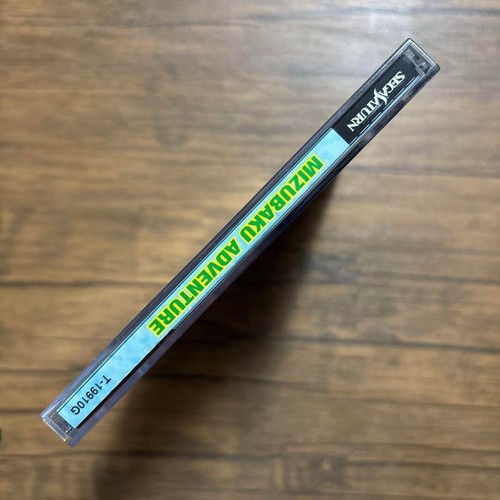 SEGA SATURN
MIZUBAKU ADVENTURE
T-19910G